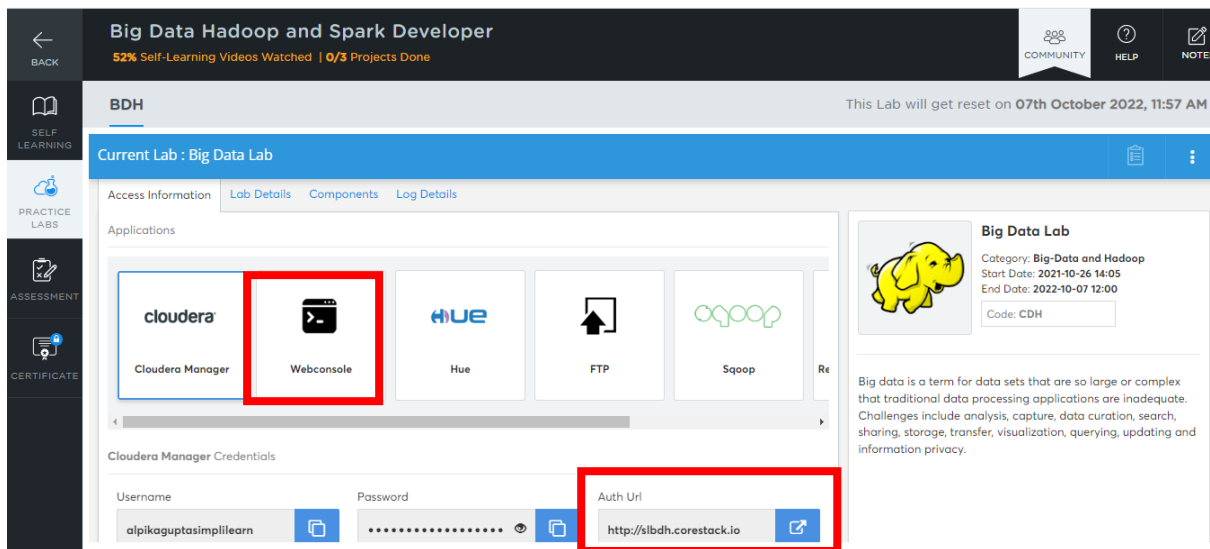 Big Data Hadoop and Spark Developer
52% Self-Learning Videos Watched | 0/3 Projects Done
BACK
COMMUNITY
HELP
NOTE
BDH
This Lab will get reset on 07th October 2022, 11:57 AM
SELF
LEARNING
PRACTICE
LABS
ASSESSMENT
CERTIFICATE
Current Lab : Big Data Lab
Access Information
Lab Details
Components
Log Details
Applications
cloudera
Cloudera Manager
Webconsole
HUE
Hue
FTP
sqoop
Sqoop
Re
Cloudera Manager Credentials
Username
Password
Auth Url
alpikaguptasimplilearn
••••••••••••••••••
http://slbdh.corestack.io
Big Data Lab
Category: Big-Data and Hadoop
Start Date: 2021-10-26 14:05
End Date: 2022-10-07 12:00
Code: CDH
Big data is a term for data sets that are so large or complex
that traditional data processing applications are inadequate.
Challenges include analysis, capture, data curation, search,
sharing, storage, transfer, visualization, querying, updating and
information privacy.